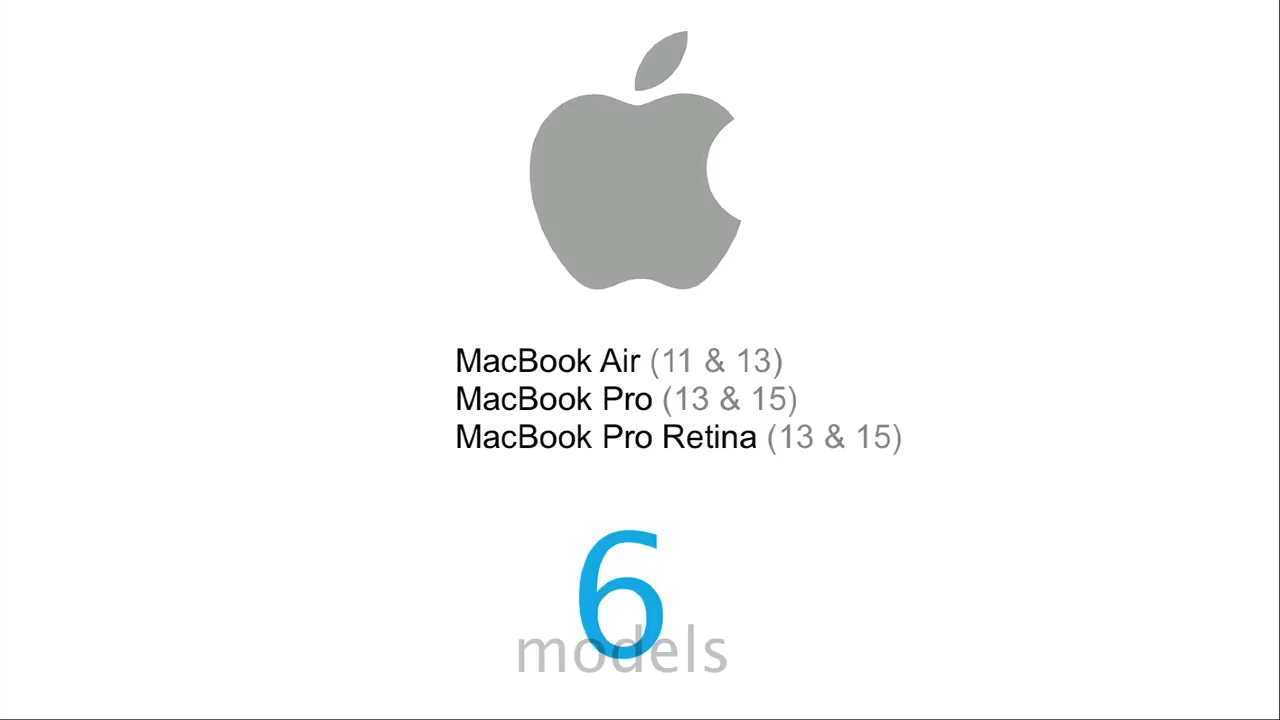 MacBook Air (11 & 13)
MacBook Pro (13 & 15)
MacBook Pro Retina (13 & 15)
6
models